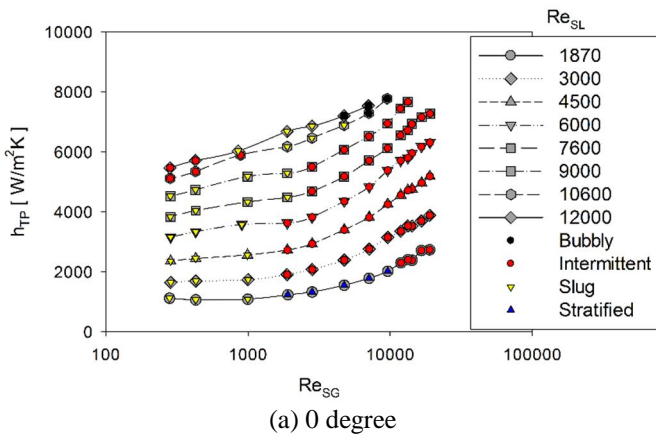 Re_SL
1870
3000
4500
6000
7600
9000
10600
12000
Bubbly
Intermittent
Slug
Stratified
h_TP [ W/m²K ]
10000
8000
6000
4000
2000
0
100
1000
10000
100000
Re_SG
(a) 0 degree